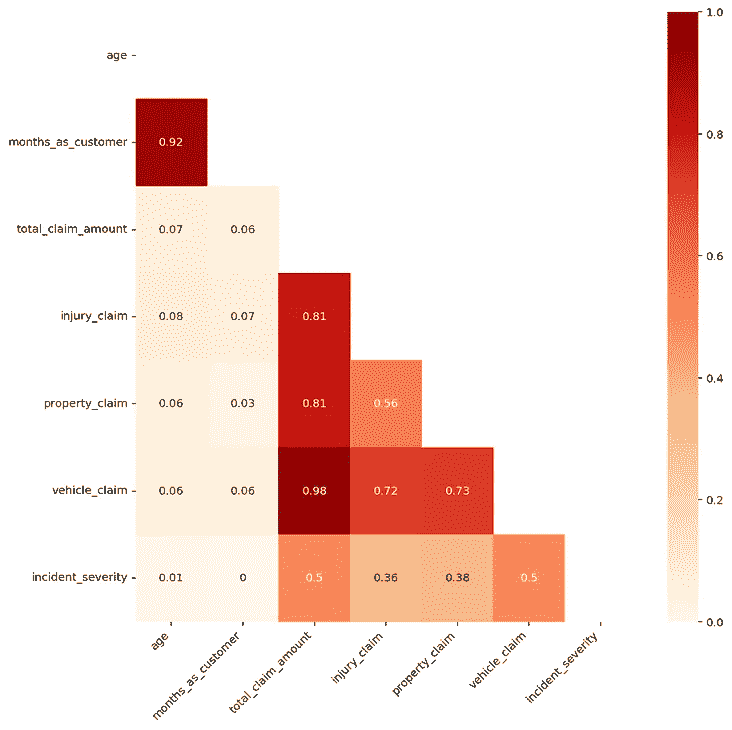 1.0
age
months_as_customer 0.92
0.8
total_claim_amount 0.07 0.06
0.6
injury_claim 0.08 0.07 0.81
0.4
property_claim 0.06 0.03 0.81 0.56
vehicle_claim 0.06 0.06 0.98 0.72 0.73
0.2
incident_severity 0.01 0 0.5 0.36 0.38 0.5
0.0
age months_as_customer total_claim_amount injury_claim property_claim vehicle_claim incident_severity